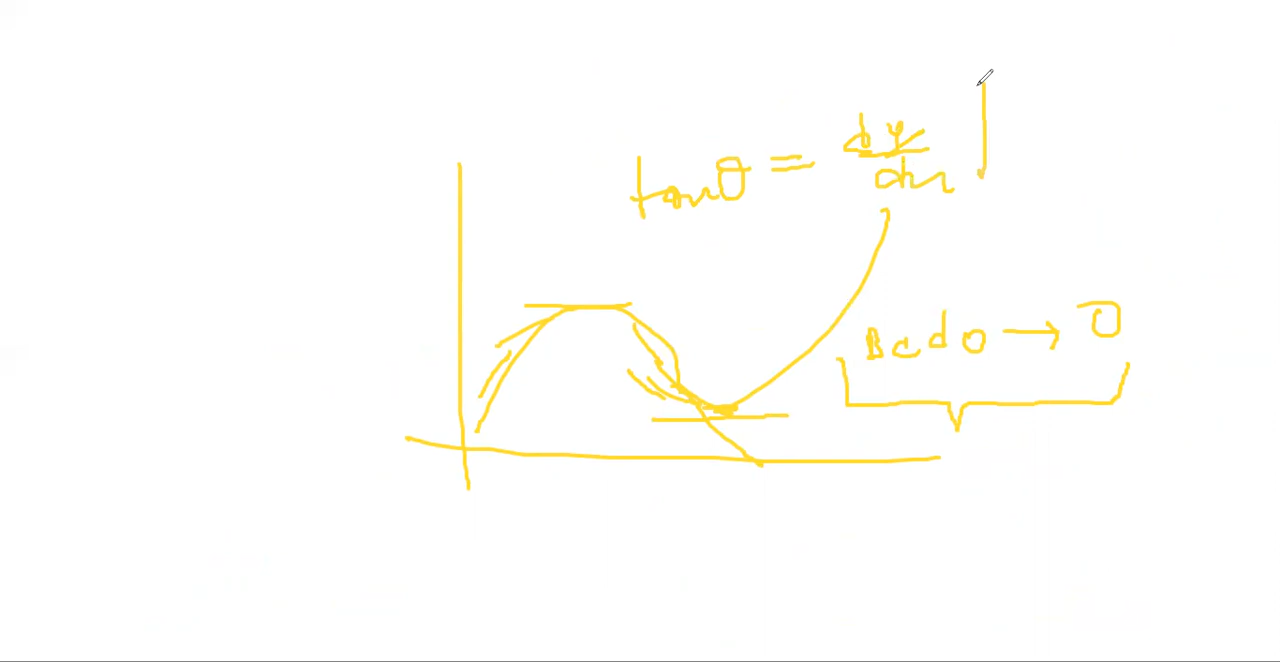 tanθ = dy/dx |
Bcdo → 0